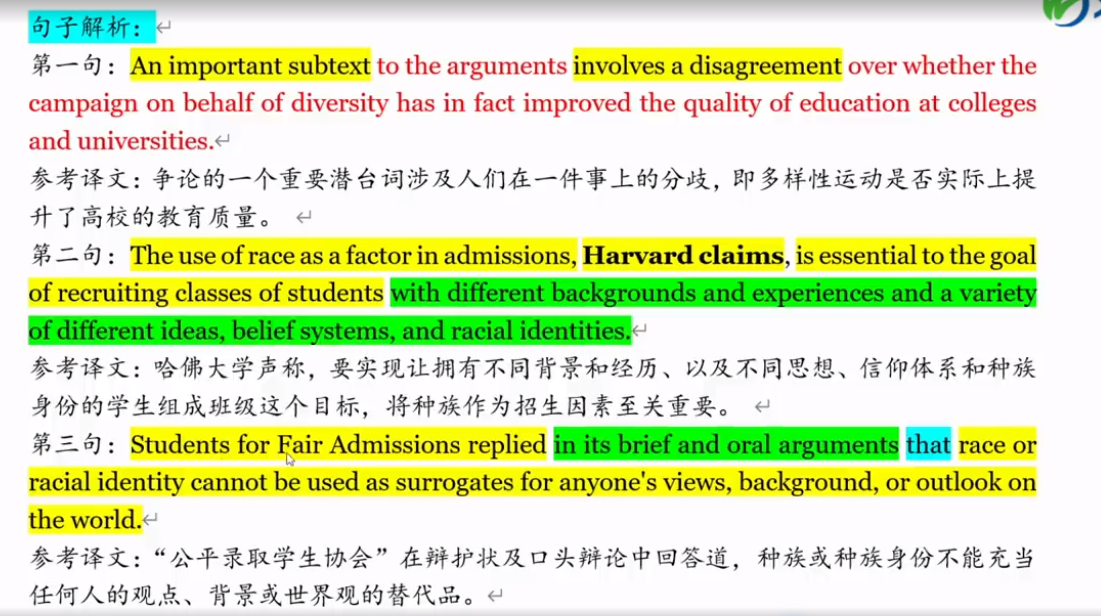 句子解析：
第一句：An important subtext to the arguments involves a disagreement over whether the
campaign on behalf of diversity has in fact improved the quality of education at colleges
and universities.
参考译文：争论的一个重要潜台词涉及人们在一件事上的分歧，即多样性运动是否实际上提
升了高校的教育质量。
第二句：The use of race as a factor in admissions, Harvard claims, is essential to the goal
of recruiting classes of students with different backgrounds and experiences and a variety
of different ideas, belief systems, and racial identities.
参考译文：哈佛大学声称，要实现让拥有不同背景和经历、以及不同思想、信仰体系和种族
身份的学生组成班级这个目标，将种族作为招生因素至关重要。
第三句：Students for Fair Admissions replied in its brief and oral arguments that race or
racial identity cannot be used as surrogates for anyone's views, background, or outlook on
the world.
参考译文：“公平录取学生协会”在辩护状及口头辩论中回答道，种族或种族身份不能充当
任何人的观点、背景或世界观的替代品。